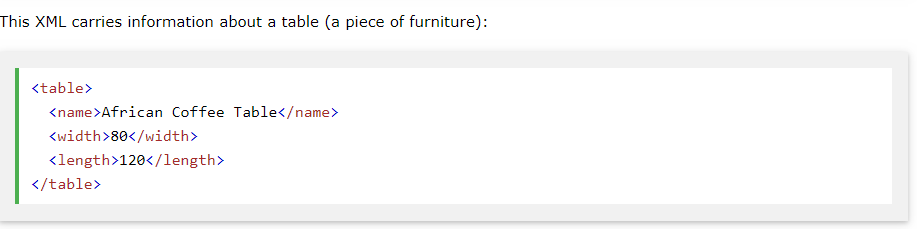 This XML carries information about a table (a piece of furniture):
<table>
<name>African Coffee Table</name>
<width>80</width>
<length>120</length>
</table>